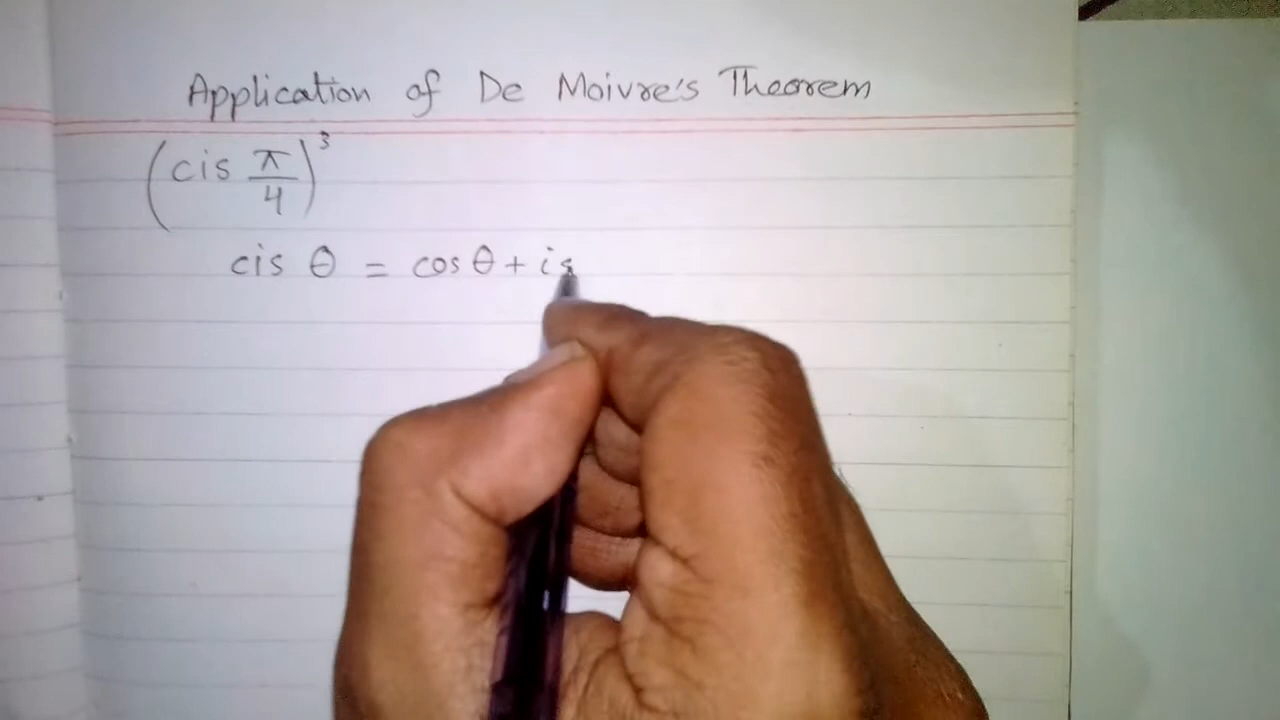 Application of De Moivre's Theorem
(cis π/4)³
cis θ = cos θ + i s